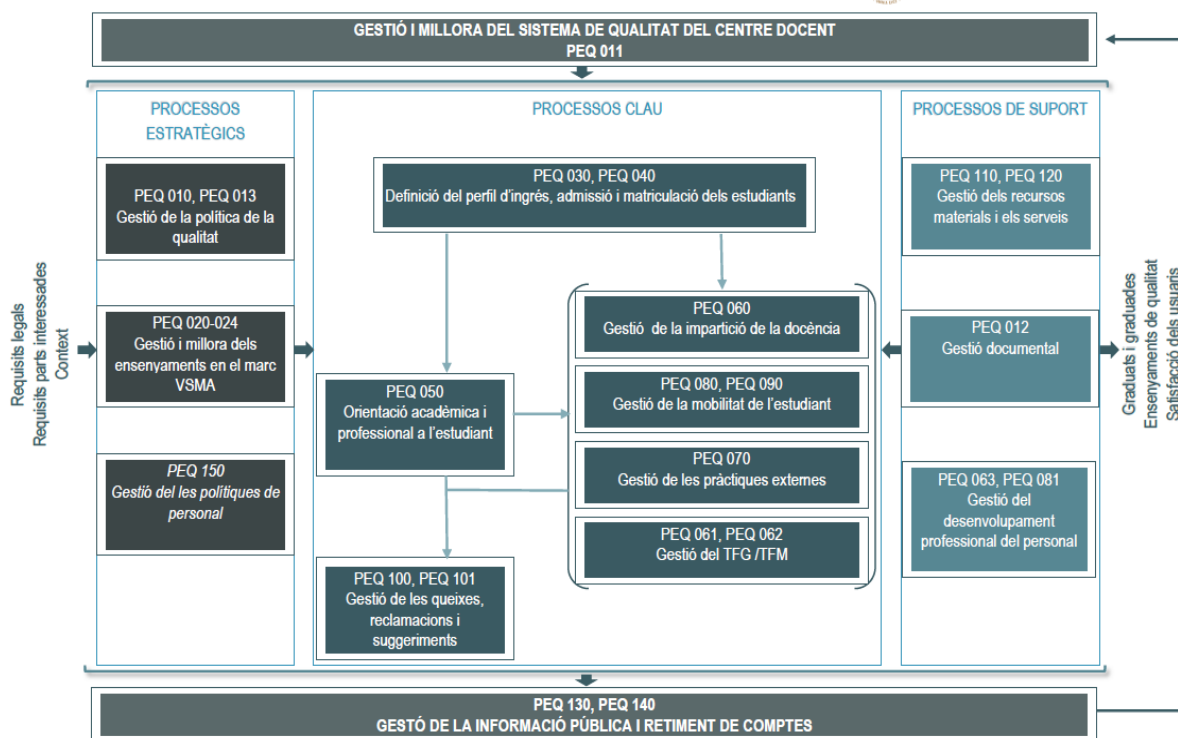 GESTIÓ I MILLORA DEL SISTEMA DE QUALITAT DEL CENTRE DOCENT
PEQ 011
PROCESSOS
ESTRATÈGICS
PEQ 010, PEQ 013
Gestió de la política de la
qualitat
PEQ 020-024
Gestió i millora dels
ensenyaments en el marc
VSMA
PEQ 150
Gestió del les polítiques de
personal
PROCESSOS CLAU
PEQ 030, PEQ 040
Definició del perfil d'ingrés, admissió i matriculació dels estudiants
PEQ 050
Orientació acadèmica i
professional a l'estudiant
PEQ 100, PEQ 101
Gestió de les queixes,
reclamacions i
suggeriments
PEQ 060
Gestió de la impartició de la docència
PEQ 080, PEQ 090
Gestió de la mobilitat de l'estudiant
PEQ 070
Gestió de les pràctiques externes
PEQ 061, PEQ 062
Gestió del TFG /TFM
PROCESSOS DE SUPORT
PEQ 110, PEQ 120
Gestió dels recursos
materials i els serveis
PEQ 012
Gestió documental
PEQ 063, PEQ 081
Gestió del
desenvolupament
professional del personal
Requisits legals
Requisits parts interessades
Context
Graduats i graduades
Ensenyaments de qualitat
Satisfacció dels usuaris
PEQ 130, PEQ 140
GESTÓ DE LA INFORMACIÓ PÚBLICA I RETIMENT DE COMPTES